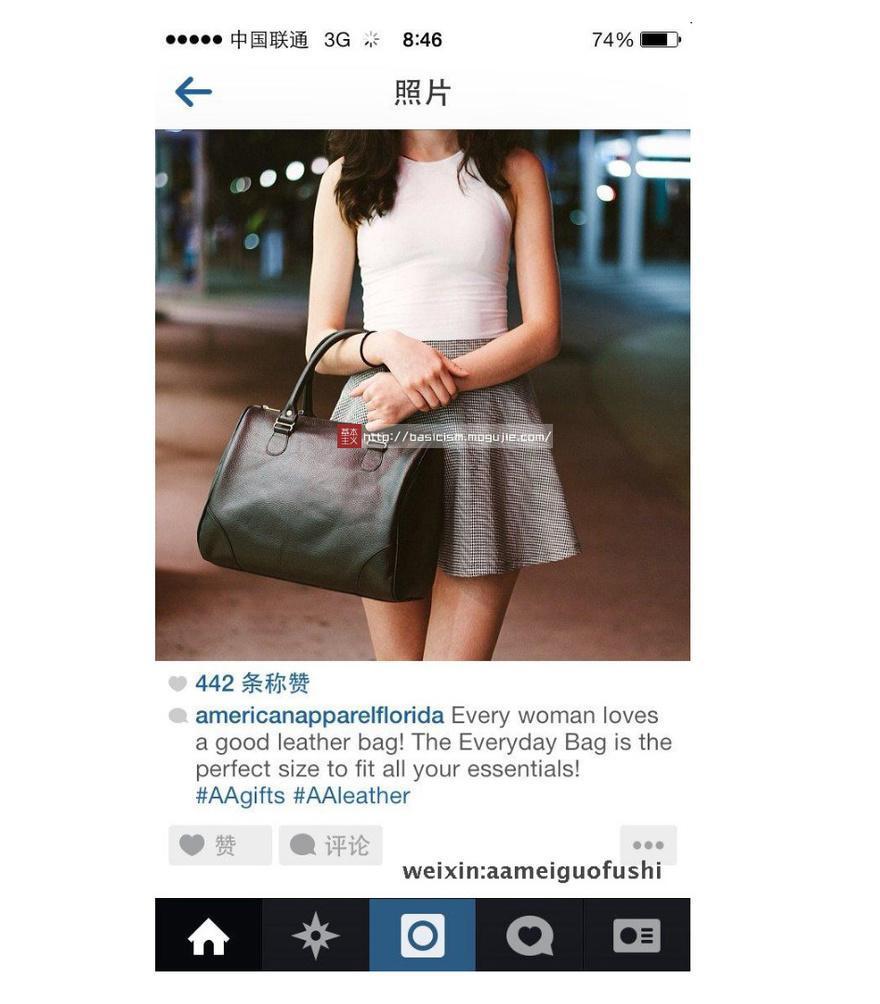 中国联通 3G 8:46 74%
照片
基本
主义
http://basicism.mogujie.com/
442 条称赞
americanapparelflorida Every woman loves
a good leather bag! The Everyday Bag is the
perfect size to fit all your essentials!
#AAgifts #AAleather
赞 评论
weixin:aameiguofushi